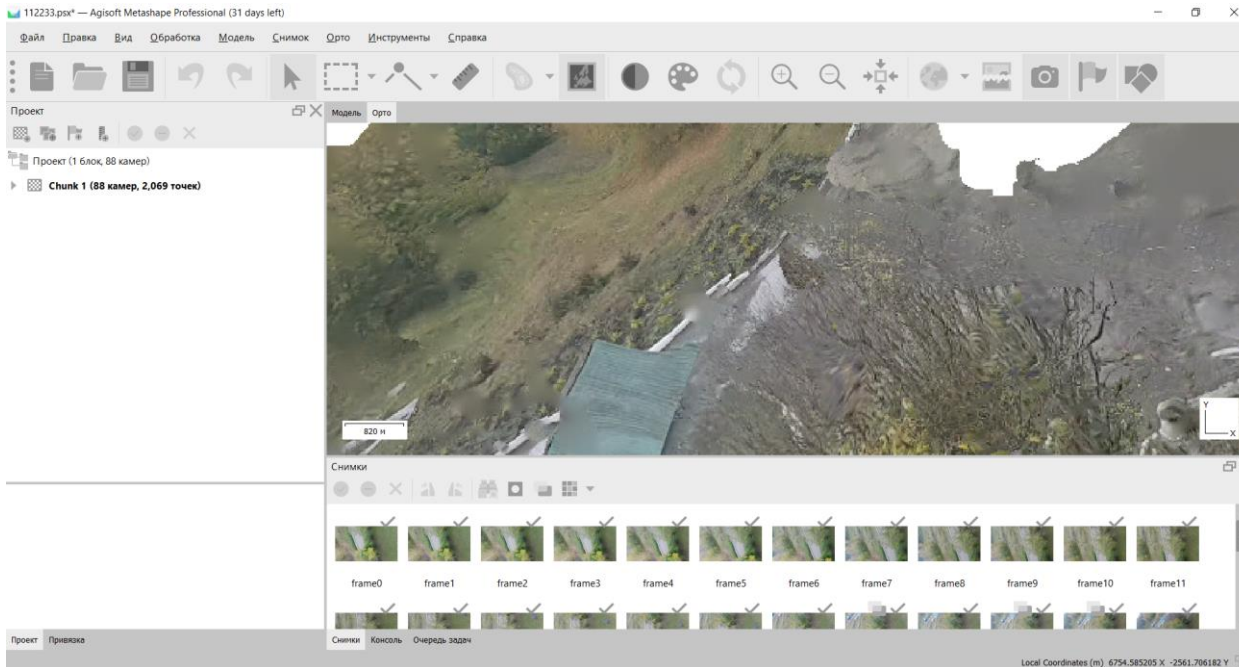 112233.psx* — Agisoft Metashape Professional (31 days left)
Файл Правка Вид Обработка Модель Снимок Орто Инструменты Справка
Проект
Модель Орто
Проект (1 блок, 88 камер)
Chunk 1 (88 камер, 2,069 точек)
820 н
Y
X
Снимки
frame0 frame1 frame2 frame3 frame4 frame5 frame6 frame7 frame8 frame9 frame10 frame11
Проект Привязка
Снимки Консоль Очередь задач
Local Coordinates (m) 6754.585205 X -2561.706182 Y